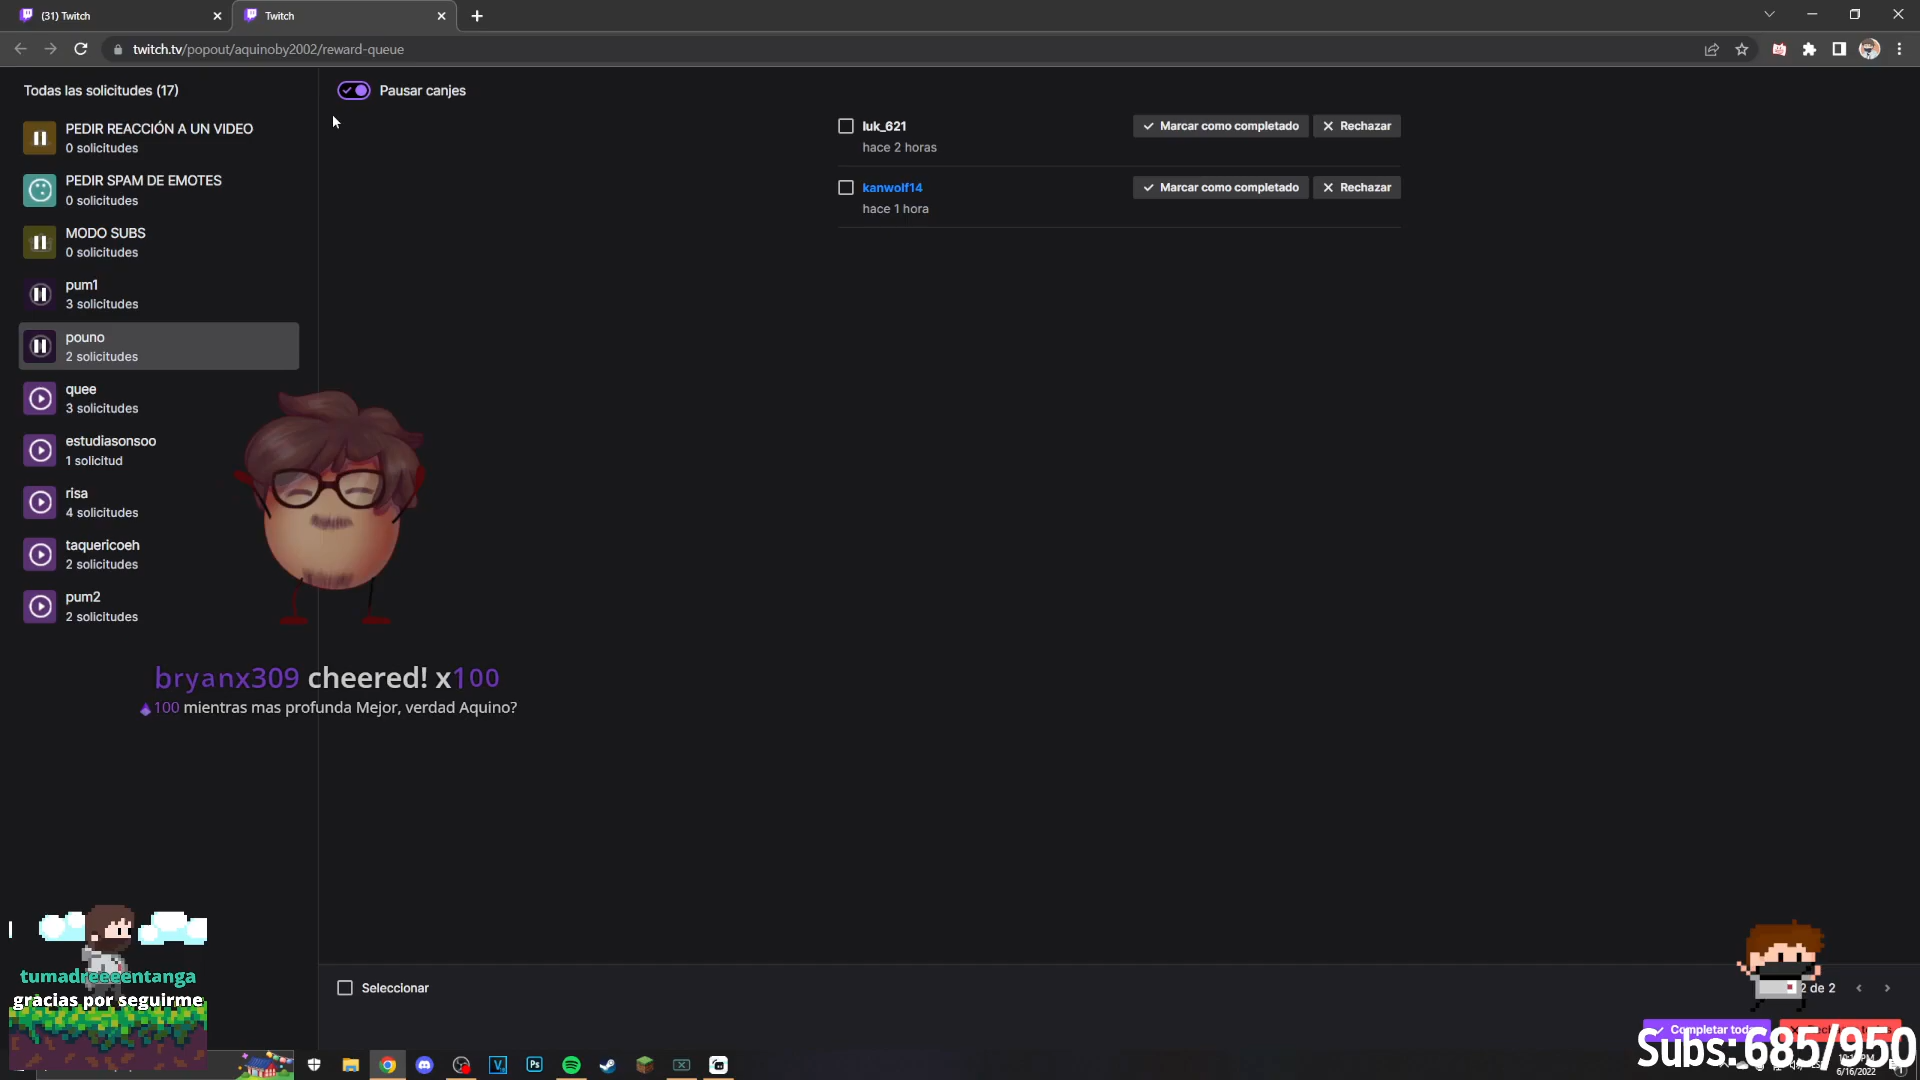 (31) Twitch
Twitch
twitch.tv/popout/aquinoby2002/reward-queue
Todas las solicitudes (17)
Pausar canjes
PEDIR REACCIÓN A UN VIDEO
0 solicitudes
PEDIR SPAM DE EMOTES
0 solicitudes
MODO SUBS
0 solicitudes
pum1
3 solicitudes
pouno
2 solicitudes
quee
3 solicitudes
estudiasonsoo
1 solicitud
risa
4 solicitudes
taquericoeh
2 solicitudes
pum2
2 solicitudes
luk_621
hace 2 horas
Marcar como completado
Rechazar
kanwolf14
hace 1 hora
Marcar como completado
Rechazar
bryanx309 cheered! x100
100 mientras mas profunda Mejor, verdad Aquino?
tumadreeeentanga
gracias por seguirme
Seleccionar
2 de 2
Completar
Subs:685/950
Ps
6/16/2022